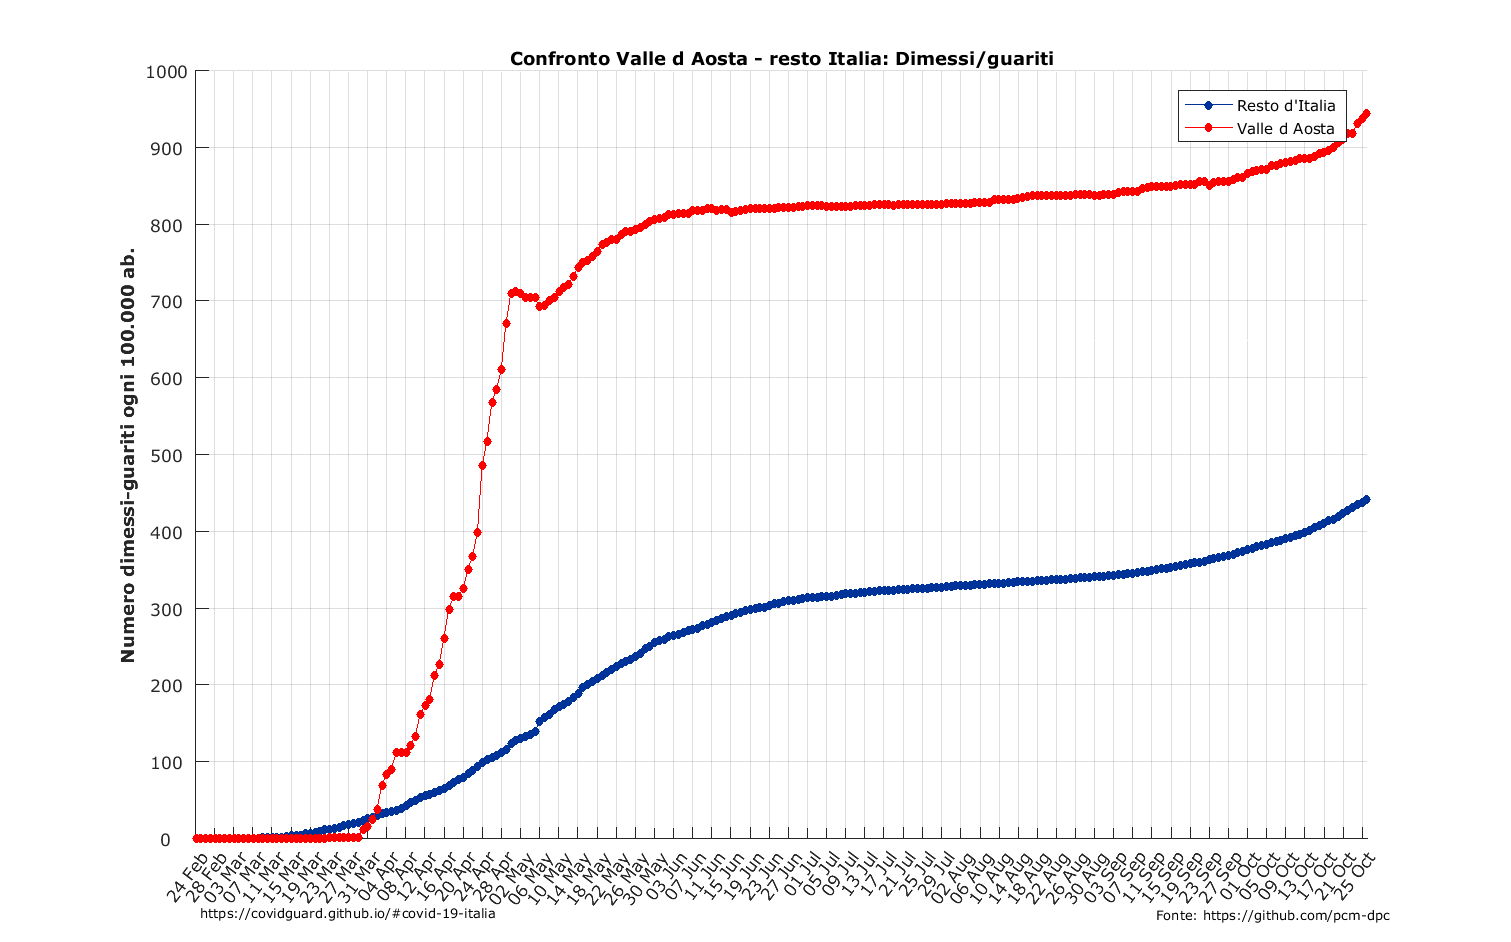 Confronto Valle d Aosta - resto Italia: Dimessi/guariti
Resto d'Italia
Valle d Aosta
Numero dimessi-guariti ogni 100.000 ab.
1000
900
800
700
600
500
400
300
200
100
0
24 Feb
28 Feb
03 Mar
07 Mar
11 Mar
15 Mar
19 Mar
23 Mar
27 Mar
31 Mar
04 Apr
08 Apr
12 Apr
16 Apr
20 Apr
24 Apr
28 Apr
02 May
06 May
10 May
14 May
18 May
22 May
26 May
30 May
03 Jun
07 Jun
11 Jun
15 Jun
19 Jun
23 Jun
27 Jun
01 Jul
05 Jul
09 Jul
13 Jul
17 Jul
21 Jul
25 Jul
29 Jul
02 Aug
06 Aug
10 Aug
14 Aug
18 Aug
22 Aug
26 Aug
30 Aug
03 Sep
07 Sep
11 Sep
15 Sep
19 Sep
23 Sep
27 Sep
01 Oct
05 Oct
09 Oct
13 Oct
17 Oct
21 Oct
25 Oct
https://covidguard.github.io/#covid-19-italia
Fonte: https://github.com/pcm-dpc